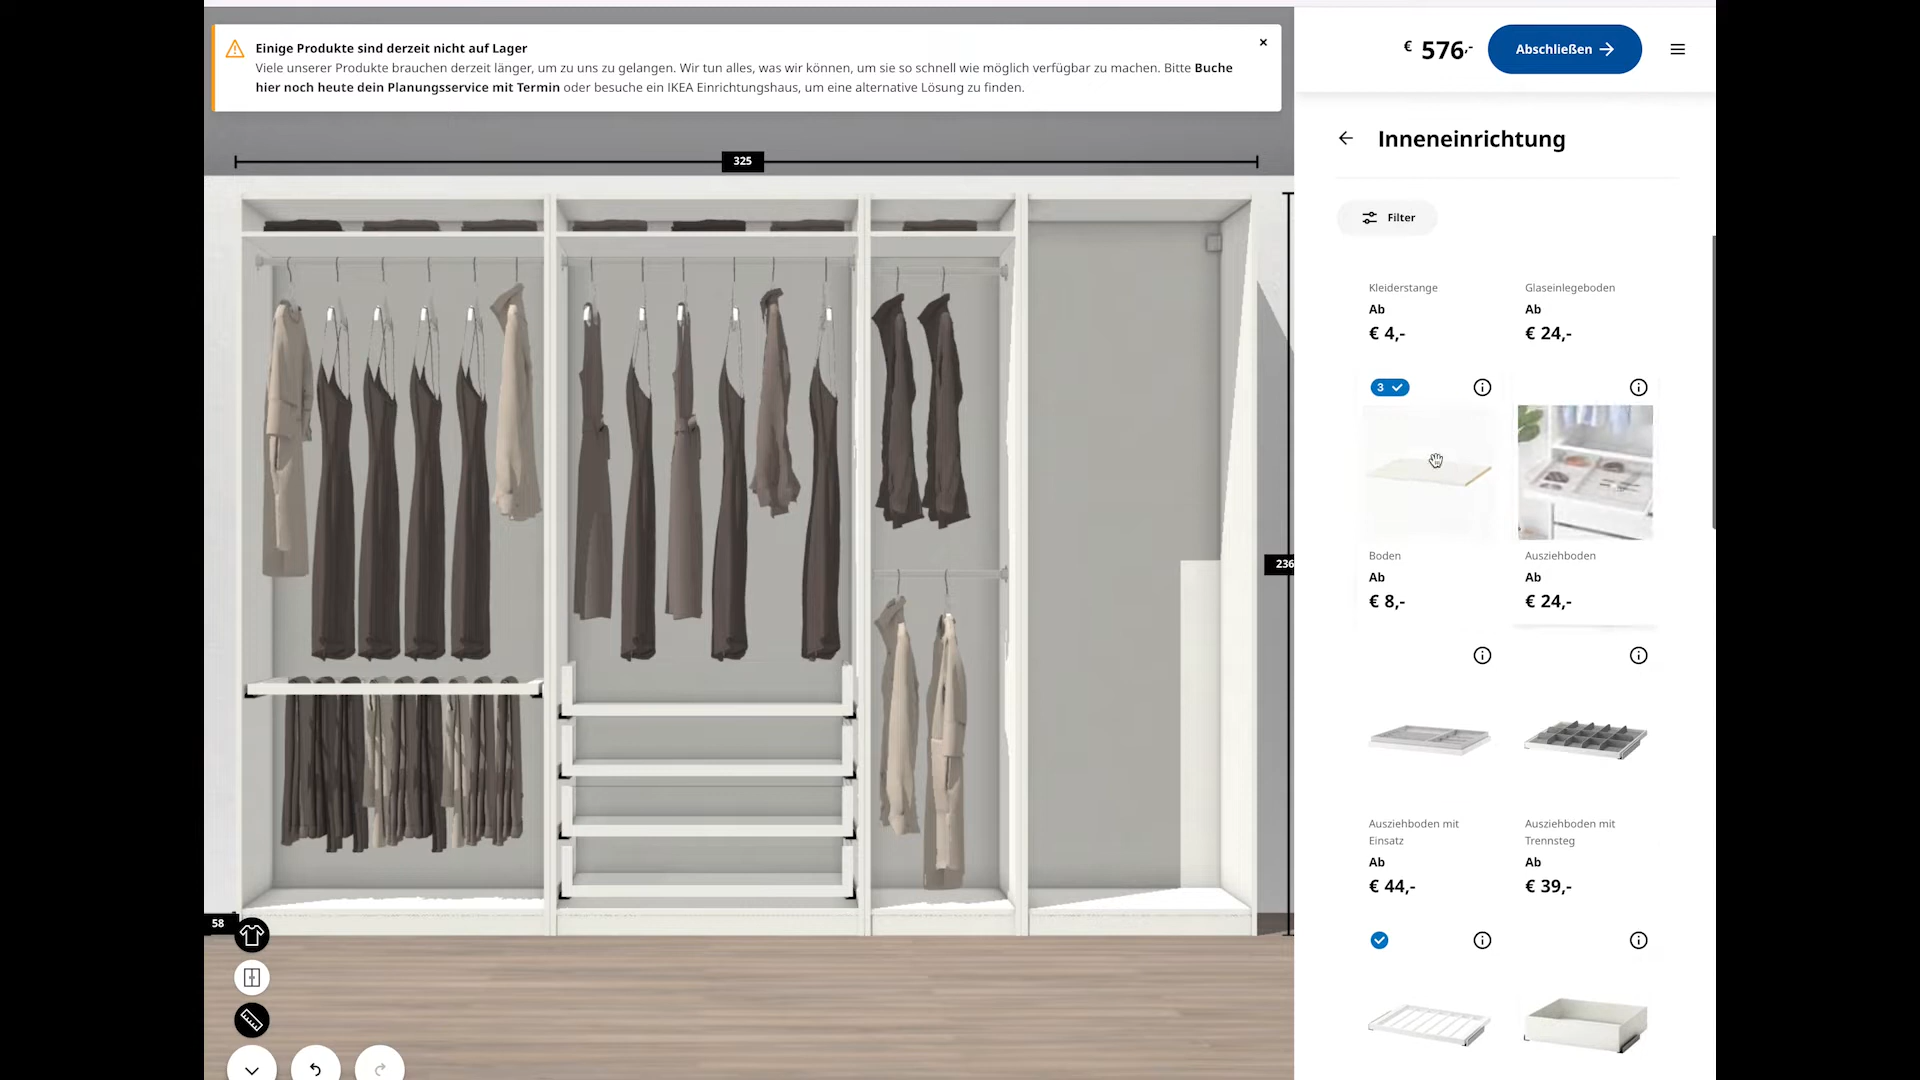 Einige Produkte sind derzeit nicht auf Lager
Viele unserer Produkte brauchen derzeit länger, um zu uns zu gelangen. Wir tun alles, was wir können, um sie so schnell wie möglich verfügbar zu machen. Bitte Buche
hier noch heute dein Planungsservice mit Termin oder besuche ein IKEA Einrichtungshaus, um eine alternative Lösung zu finden.
€ 576,-
Abschließen
Inneneinrichtung
325
Filter
Kleiderstange
Ab
€ 4,-
Glaseinlegeboden
Ab
€ 24,-
3
236
Boden
Ab
€ 8,-
Ausziehboden
Ab
€ 24,-
Ausziehboden mit
Einsatz
Ab
€ 44,-
Ausziehboden mit
Trennsteg
Ab
€ 39,-
58